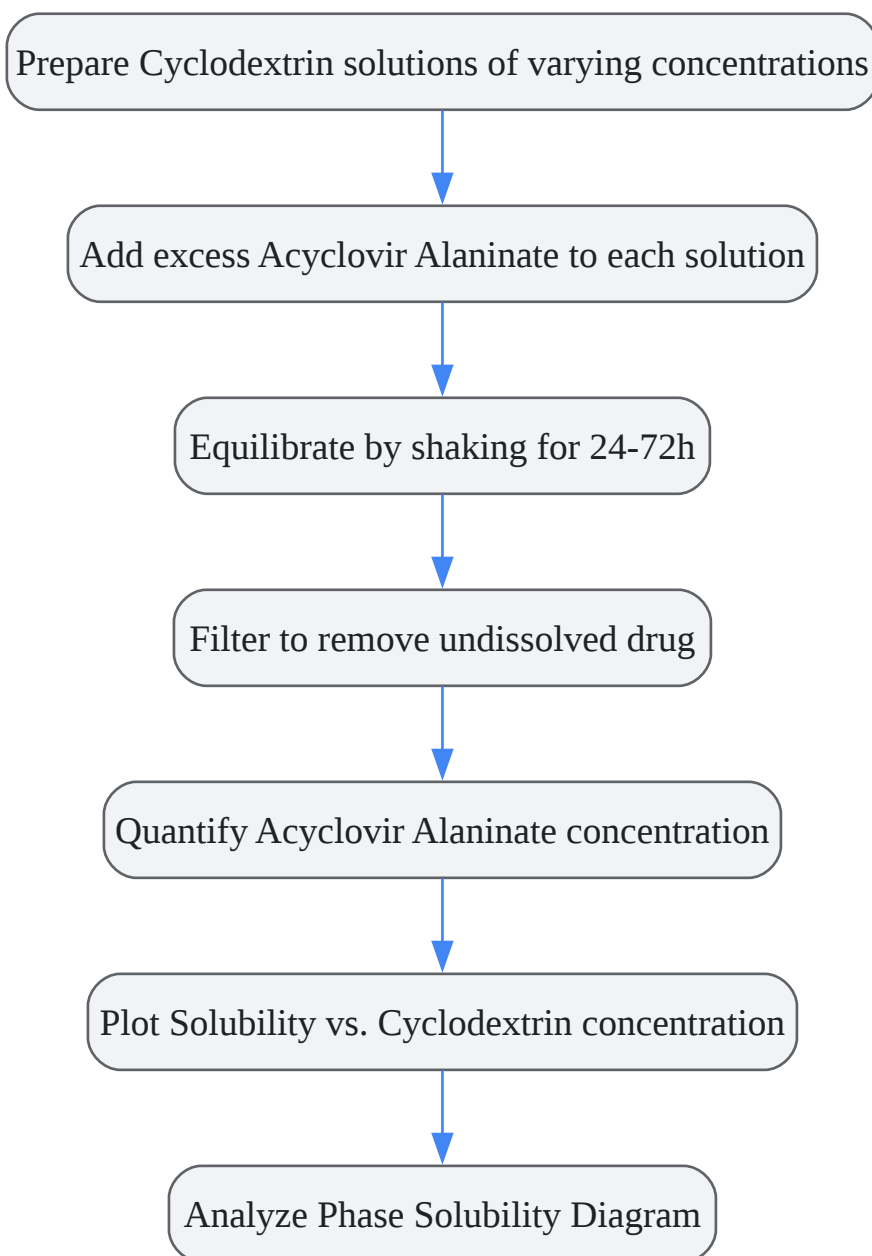 Prepare Cyclodextrin solutions of varying concentrations
Add excess Acyclovir Alaninate to each solution
Equilibrate by shaking for 24-72h
Filter to remove undissolved drug
Quantify Acyclovir Alaninate concentration
Plot Solubility vs. Cyclodextrin concentration
Analyze Phase Solubility Diagram